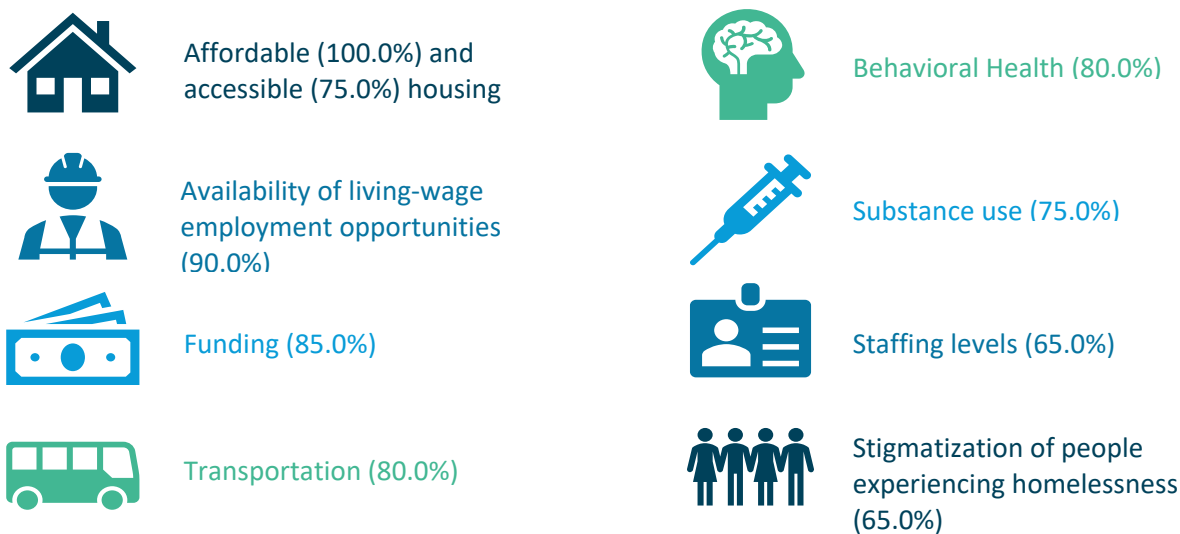 Affordable (100.0%) and
accessible (75.0%) housing
Availability of living-wage
employment opportunities
(90.0%)
Funding (85.0%)
Transportation (80.0%)
Behavioral Health (80.0%)
Substance use (75.0%)
Staffing levels (65.0%)
Stigmatization of people
experiencing homelessness
(65.0%)